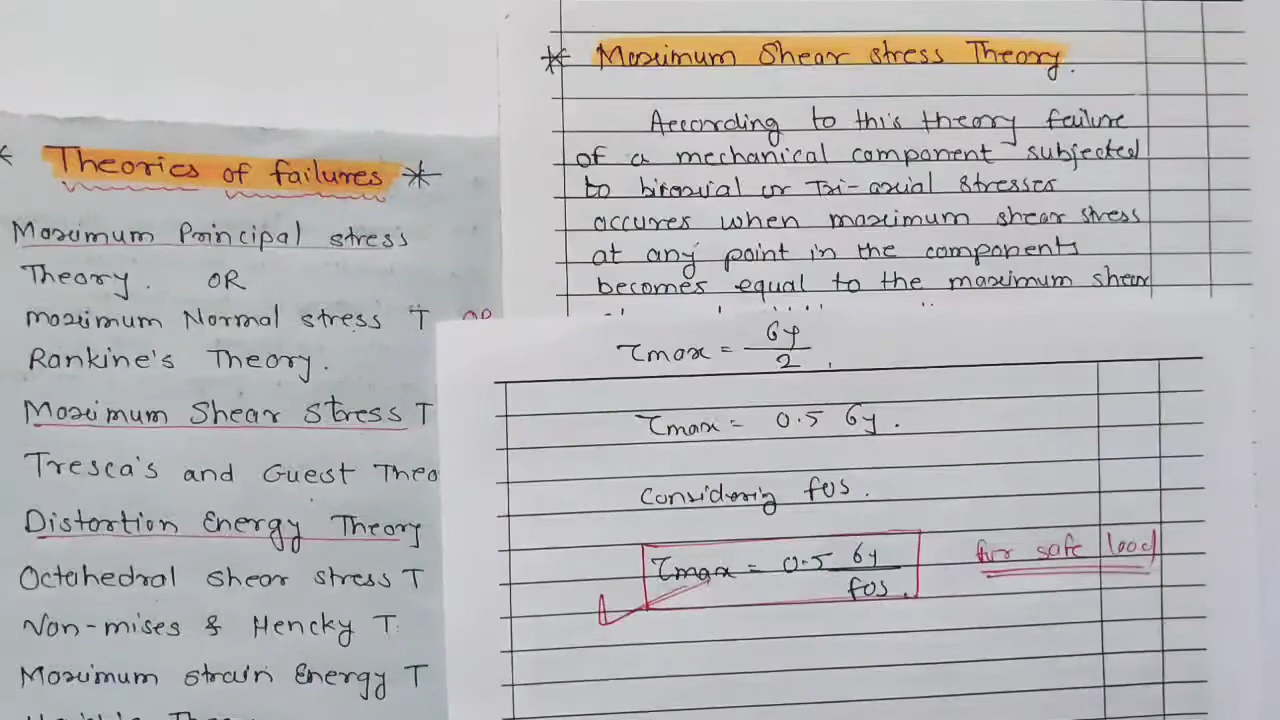 * Theories of failures *
Maximum Principal stress
Theory. OR
maximum Normal stress T OR
Rankine's Theory.
Maximum Shear Stress T
Tresca's and Guest Theo
Distortion Energy Theory
Octahedral shear stress T
Von-mises & Hencky T.
Maximum strain Energy T
* Maximum Shear stress Theory.
According to this theory failure
of a mechanical component subjected
to biaxial or Tri-axial stresses
occures when maximum shear stress
at any point in the components
becomes equal to the maximum shear
τmax = σy/2.
τmax = 0.5 σy.
Considering fos.
τmax = 0.5 σy/fos. for safe load